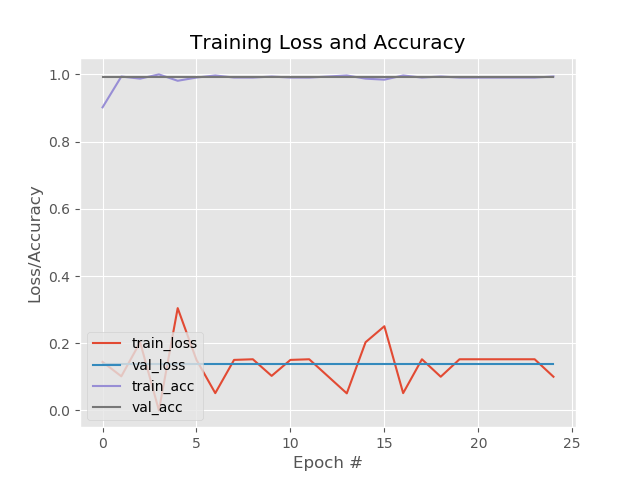 Training Loss and Accuracy
1.0
0.8
0.6
0.4
0.2
0.0
Loss/Accuracy
train_loss
val_loss
train_acc
val_acc
0 5 10 15 20 25
Epoch #